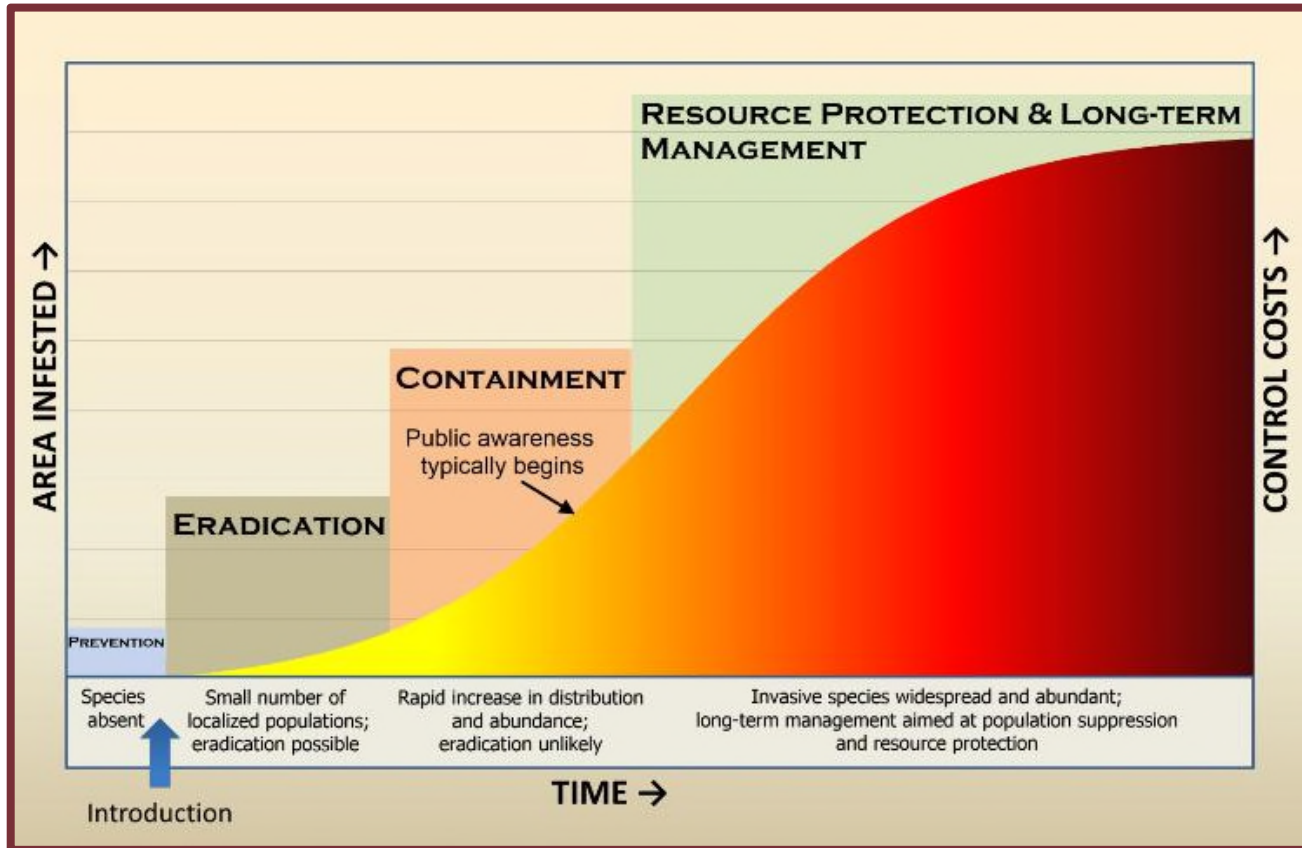 RESOURCE PROTECTION & LONG-TERM
MANAGEMENT
CONTAINMENT
Public awareness
typically begins
ERADICATION
PREVENTION
AREA INFESTED →
CONTROL COSTS →
Species
absent
Small number of
localized populations;
eradication possible
Rapid increase in distribution
and abundance;
eradication unlikely
Invasive species widespread and abundant;
long-term management aimed at population suppression
and resource protection
Introduction
TIME →